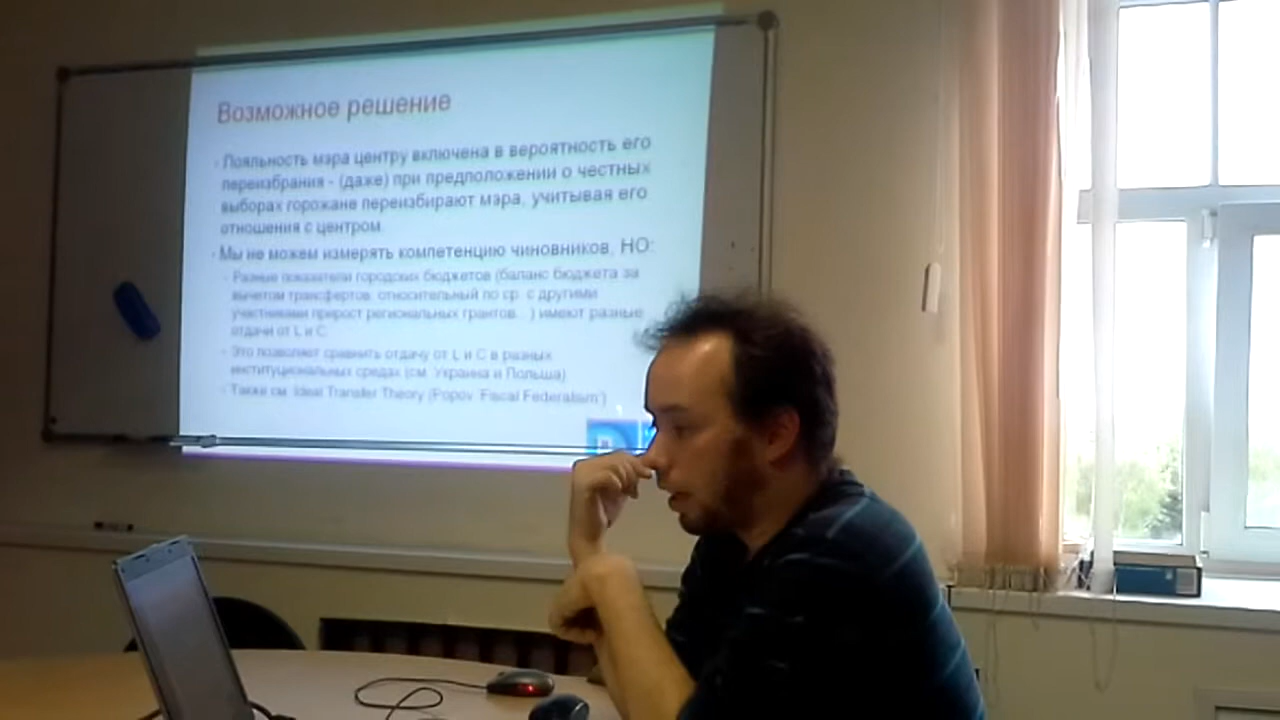 Возможное решение
Лояльность мэра центру включена в вероятность его
переизбрания - (даже) при предположении о честных
выборах горожане переизбирают мэра, учитывая его
отношения с центром.
Мы не можем измерять компетенцию чиновников, НО:
Разные показатели городских бюджетов (баланс бюджета за
вычетом трансфертов, относительный по ср. с другими
участниками прирост региональных грантов...) имеют разные
отдачи от L и C
Это позволяет сравнить отдачу от L и C в разных
институциональных средах (см. Украина и Польша)
Также см. Ideal Transfer Theory (Popov 'Fiscal Federalism')